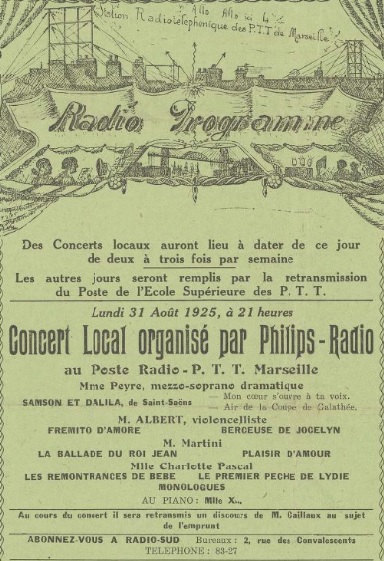 Allo Allo ici
Station Radiotéléphonique des P.T.T de Marseille
Radio Programme
Des Concerts locaux auront lieu à dater de ce jour
de deux à trois fois par semaine
Les autres jours seront remplis par la retransmission
du Poste de l'Ecole Supérieure des P. T. T.
Lundi 31 Août 1925, à 21 heures
Concert Local organisé par Philips-Radio
au Poste Radio-P. T. T. Marseille
Mme Peyre, mezzo-soprano dramatique
SAMSON ET DALILA, de Saint-Saëns
— Mon cœur s'ouvre à ta voix.
— Air de la Coupe de Galathée.
M. ALBERT, violoncelliste
FREMITO D'AMORE BERCEUSE DE JOCELYN
M. Martini
LA BALLADE DU ROI JEAN PLAISIR D'AMOUR
Mlle Charlotte Pascal
LES REMONTRANCES DE BEBE LE PREMIER PECHE DE LYDIE
MONOLOGUES
AU PIANO : Mlle X...
Au cours du concert il sera retransmis un discours de M. Caillaux au sujet
de l'emprunt
ABONNEZ-VOUS A RADIO-SUD Bureaux : 2, rue des Convalescents
TELEPHONE : 83-27